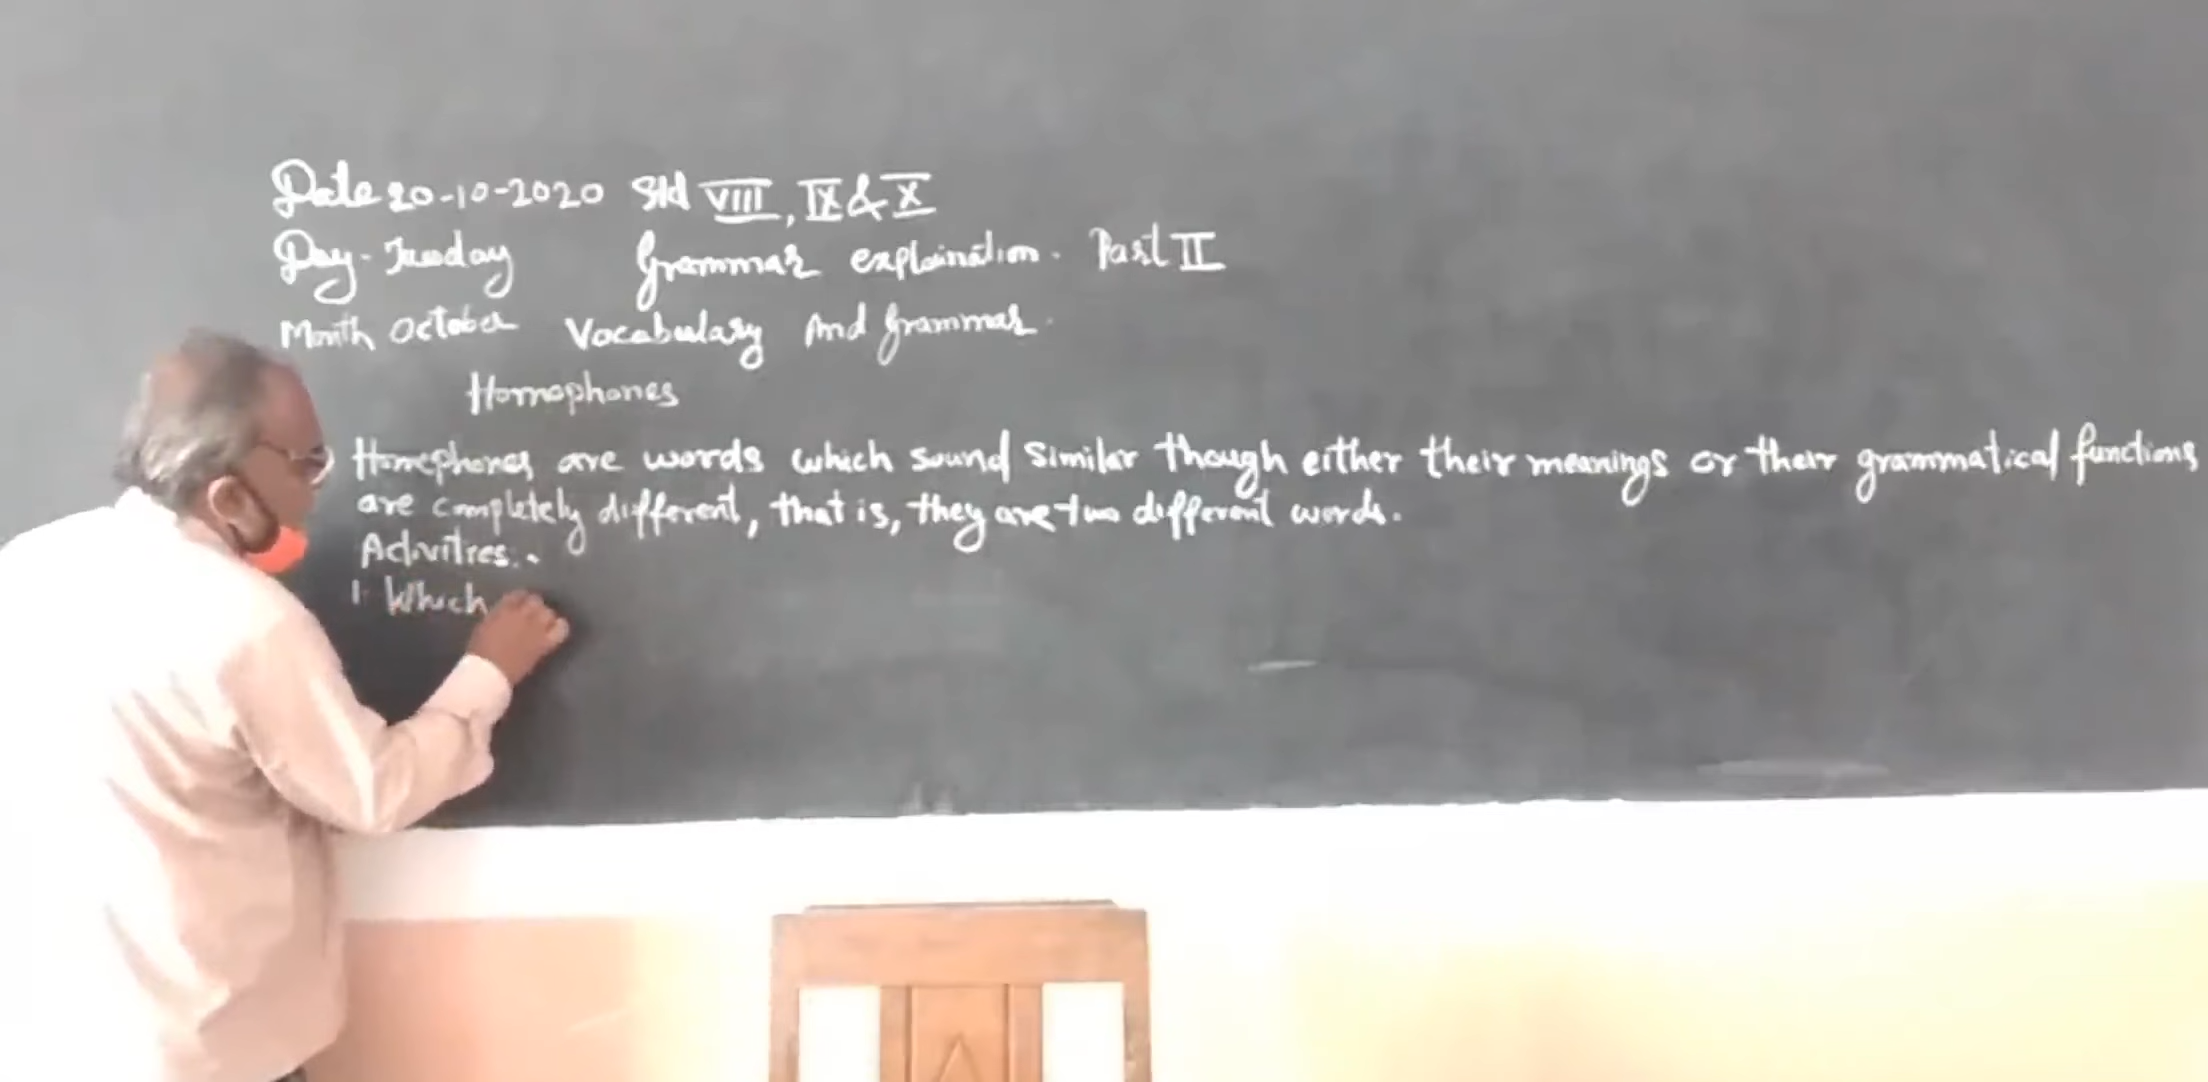 Date 20-10-2020 Std VIII, IX & X
Day- Tuesday Grammar explaination. Part II
Month October Vocabulary And grammar.
Homophones
Homophones are words which sound similar though either their meanings or their grammatical functions
are completely different, that is, they are two different words.
Activities:-
1. Which